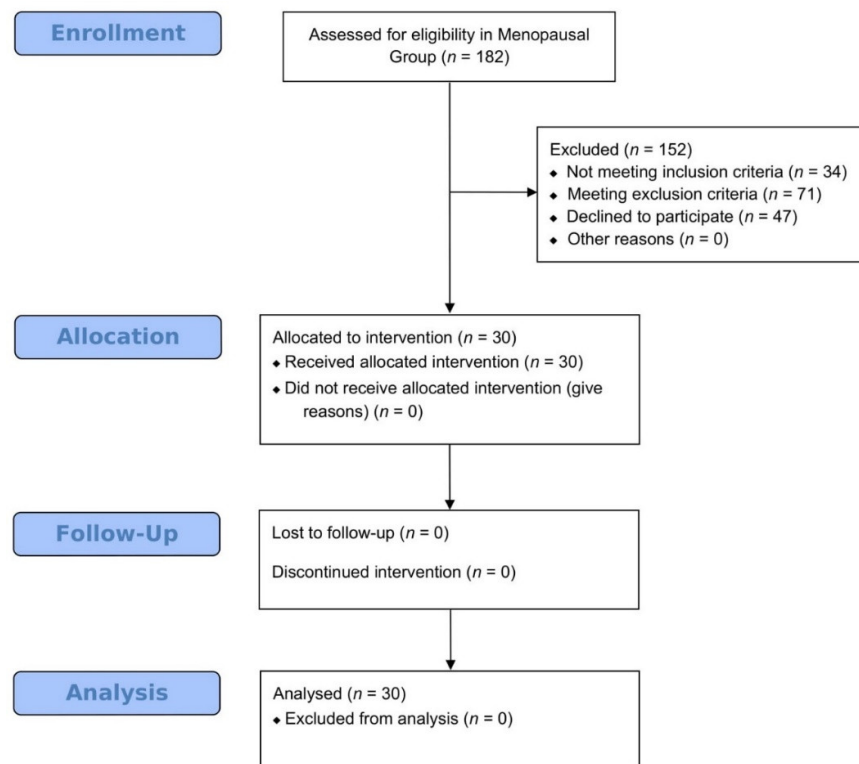 Enrollment
Assessed for eligibility in Menopausal
Group (n = 182)
Excluded (n = 152)
◆ Not meeting inclusion criteria (n = 34)
◆ Meeting exclusion criteria (n = 71)
◆ Declined to participate (n = 47)
◆ Other reasons (n = 0)
Allocation
Allocated to intervention (n = 30)
◆ Received allocated intervention (n = 30)
◆ Did not receive allocated intervention (give
reasons) (n = 0)
Follow-Up
Lost to follow-up (n = 0)
Discontinued intervention (n = 0)
Analysis
Analysed (n = 30)
◆ Excluded from analysis (n = 0)